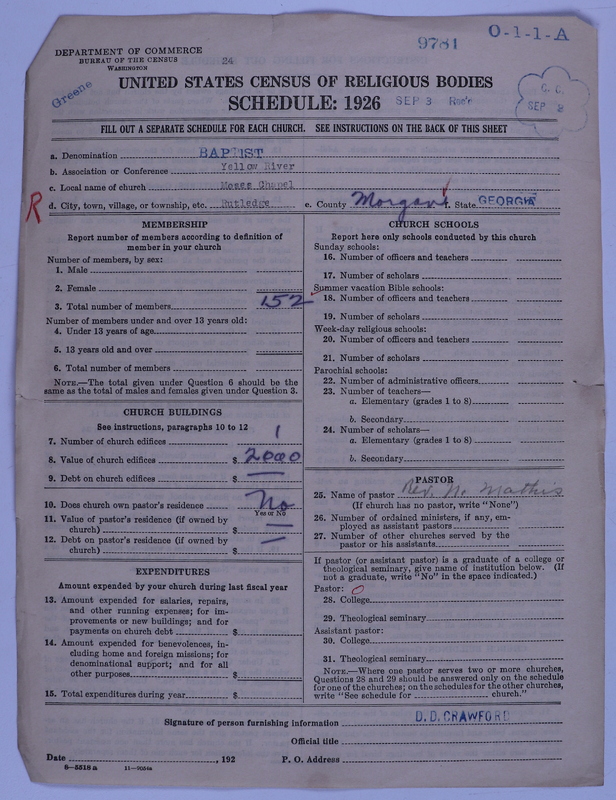 DEPARTMENT OF COMMERCE
BUREAU OF THE CENSUS
WASHINGTON
24
9781
O-1-1-A
Greene
UNITED STATES CENSUS OF RELIGIOUS BODIES
SCHEDULE: 1926
SEP 3 Rec'd
C. C.
SEP 2
FILL OUT A SEPARATE SCHEDULE FOR EACH CHURCH. SEE INSTRUCTIONS ON THE BACK OF THIS SHEET
a. Denomination BAPTIST
b. Association or Conference Yellow River
c. Local name of church Moses Chapel
R
d. City, town, village, or township, etc. Rutledge e. County Morgan f. State GEORGIA
MEMBERSHIP
Report number of members according to definition of
member in your church
Number of members, by sex:
1. Male
2. Female
3. Total number of members 152
Number of members under and over 13 years old:
4. Under 13 years of age
5. 13 years old and over
6. Total number of members
NOTE.—The total given under Question 6 should be the
same as the total of males and females given under Question 3.
CHURCH BUILDINGS
See instructions, paragraphs 10 to 12
7. Number of church edifices 1
8. Value of church edifices $ 2000
9. Debt on church edifices $ —
10. Does church own pastor's residence No
Yes or No
11. Value of pastor's residence (if owned by
church) $ —
12. Debt on pastor's residence (if owned by
church) $ —
EXPENDITURES
Amount expended by your church during last fiscal year
13. Amount expended for salaries, repairs,
and other running expenses; for im-
provements or new buildings; and for
payments on church debt $
14. Amount expended for benevolences, in-
cluding home and foreign missions; for
denominational support; and for all
other purposes $
15. Total expenditures during year $
CHURCH SCHOOLS
Report here only schools conducted by this church
Sunday schools:
16. Number of officers and teachers
17. Number of scholars
Summer vacation Bible schools:
18. Number of officers and teachers
19. Number of scholars
Week-day religious schools:
20. Number of officers and teachers
21. Number of scholars
Parochial schools:
22. Number of administrative officers
23. Number of teachers—
a. Elementary (grades 1 to 8)
b. Secondary
24. Number of scholars—
a. Elementary (grades 1 to 8)
b. Secondary
PASTOR
25. Name of pastor Rev. N. Mathis
(If church has no pastor, write "None")
26. Number of ordained ministers, if any, em-
ployed as assistant pastors
27. Number of other churches served by the
pastor or his assistants
If pastor (or assistant pastor) is a graduate of a college or
theological seminary, give name of institution below. (If
not a graduate, write "No" in the space indicated.)
Pastor: O
28. College
29. Theological seminary
Assistant pastor:
30. College
31. Theological seminary
NOTE.—Where one pastor serves two or more churches,
Questions 28 and 29 should be answered only on the schedule
for one of the churches; on the schedules for the other churches,
write "See schedule for church."
Signature of person furnishing information D. D. CRAWFORD
Official title
Date , 192 P. O. Address
8—5518 a 11—9054a